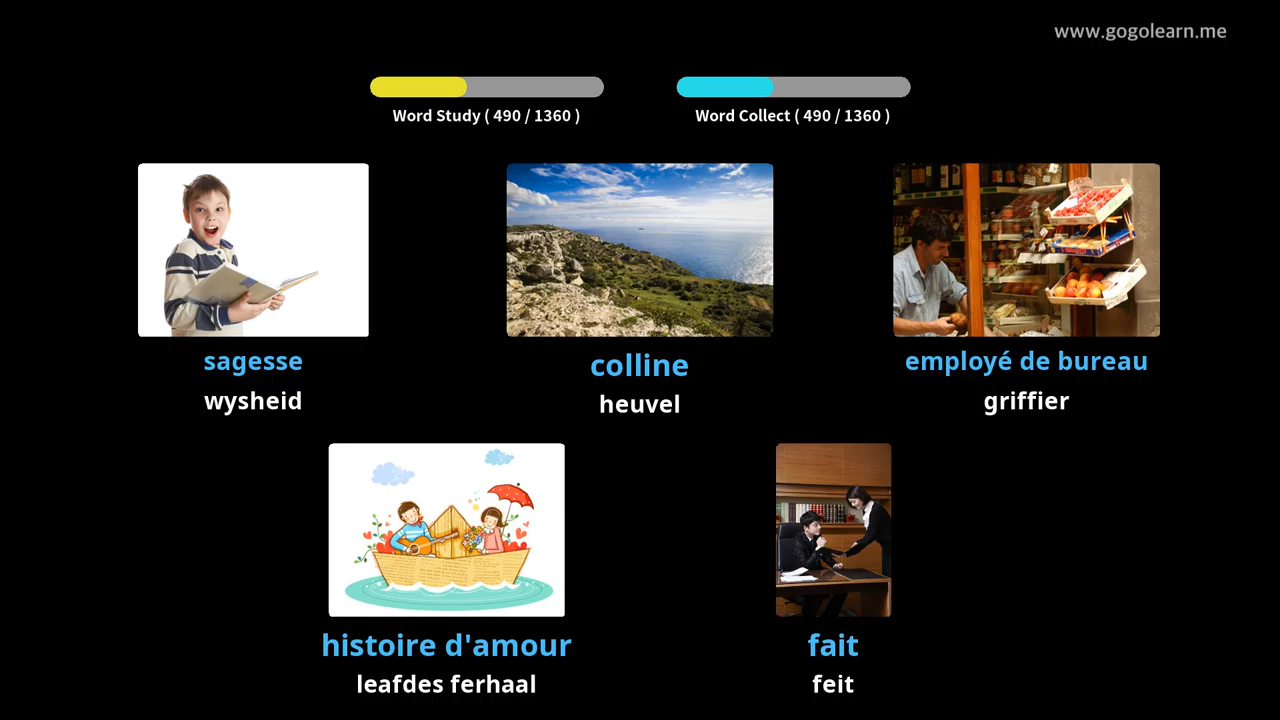 www.gogolearn.me
Word Study ( 490 / 1360 )
Word Collect ( 490 / 1360 )
sagesse
wysheid
colline
heuvel
employé de bureau
griffier
histoire d'amour
leafdes ferhaal
fait
feit